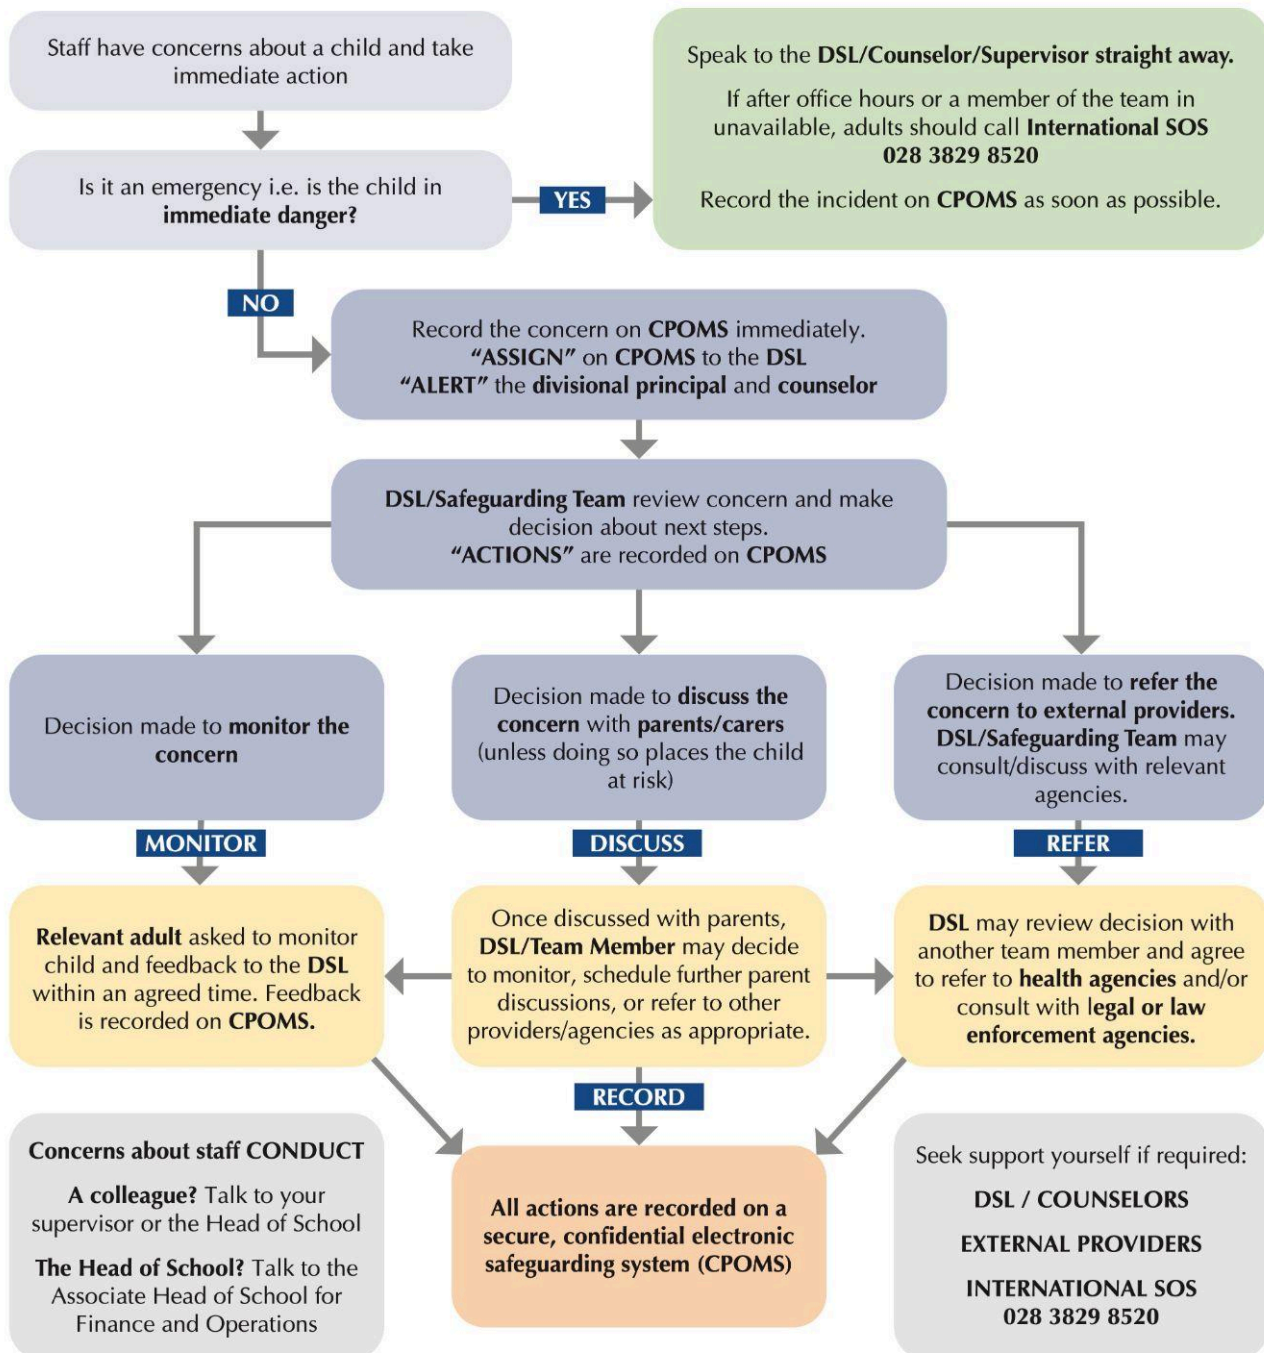 Staff have concerns about a child and take
immediate action
Speak to the DSL/Counselor/Supervisor straight away.
If after office hours or a member of the team in
unavailable, adults should call International SOS
028 3829 8520
Record the incident on CPOMS as soon as possible.
Is it an emergency i.e. is the child in
immediate danger?
YES
NO
Record the concern on CPOMS immediately.
“ASSIGN” on CPOMS to the DSL
“ALERT” the divisional principal and counselor
DSL/Safeguarding Team review concern and make
decision about next steps.
“ACTIONS” are recorded on CPOMS
Decision made to monitor the
concern
Decision made to discuss the
concern with parents/carers
(unless doing so places the child
at risk)
Decision made to refer the
concern to external providers.
DSL/Safeguarding Team may
consult/discuss with relevant
agencies.
MONITOR
DISCUSS
REFER
Relevant adult asked to monitor
child and feedback to the DSL
within an agreed time. Feedback
is recorded on CPOMS.
Once discussed with parents,
DSL/Team Member may decide
to monitor, schedule further parent
discussions, or refer to other
providers/agencies as appropriate.
DSL may review decision with
another team member and agree
to refer to health agencies and/or
consult with legal or law
enforcement agencies.
RECORD
Concerns about staff CONDUCT
A colleague? Talk to your
supervisor or the Head of School
The Head of School? Talk to the
Associate Head of School for
Finance and Operations
All actions are recorded on a
secure, confidential electronic
safeguarding system (CPOMS)
Seek support yourself if required:
DSL / COUNSELORS
EXTERNAL PROVIDERS
INTERNATIONAL SOS
028 3829 8520